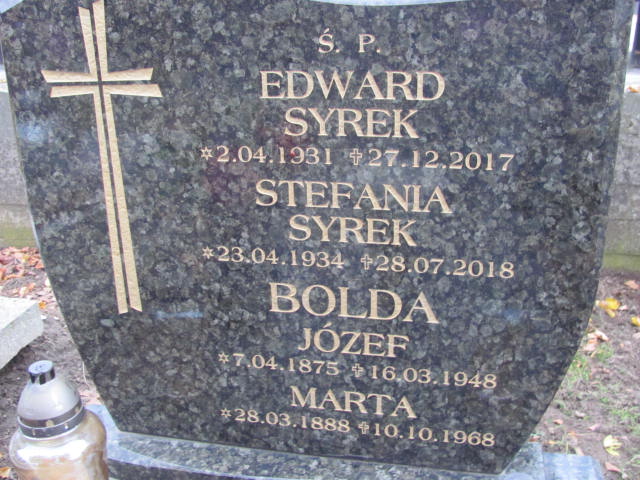 Ś. P.
EDWARD
SYREK
✡2.04.1931 ✝27.12.2017
STEFANIA
SYREK
✡23.04.1934 ✝28.07.2018
BOLDA
JÓZEF
✡7.04.1875 ✝16.03.1948
MARTA
✡28.03.1888 ✝10.10.1968